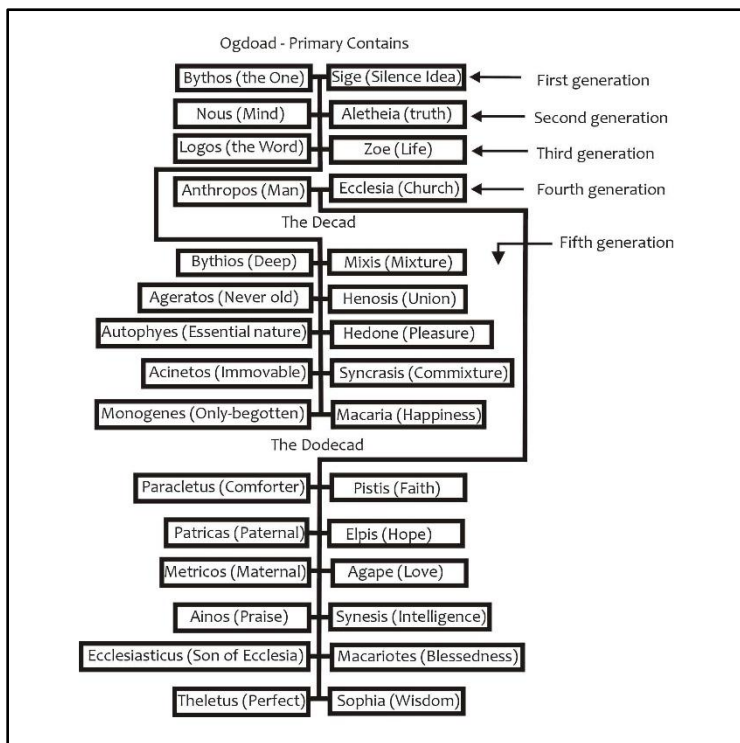 Ogdoad - Primary Contains
Bythos (the One) Sige (Silence Idea) First generation
Nous (Mind) Aletheia (truth) Second generation
Logos (the Word) Zoe (Life) Third generation
Anthropos (Man) Ecclesia (Church) Fourth generation
The Decad
Fifth generation
Bythios (Deep) Mixis (Mixture)
Ageratos (Never old) Henosis (Union)
Autophyes (Essential nature) Hedone (Pleasure)
Acinetos (Immovable) Syncrasis (Commixture)
Monogenes (Only-begotten) Macaria (Happiness)
The Dodecad
Paracletus (Comforter) Pistis (Faith)
Patricas (Paternal) Elpis (Hope)
Metricos (Maternal) Agape (Love)
Ainos (Praise) Synesis (Intelligence)
Ecclesiasticus (Son of Ecclesia) Macariotes (Blessedness)
Theletus (Perfect) Sophia (Wisdom)